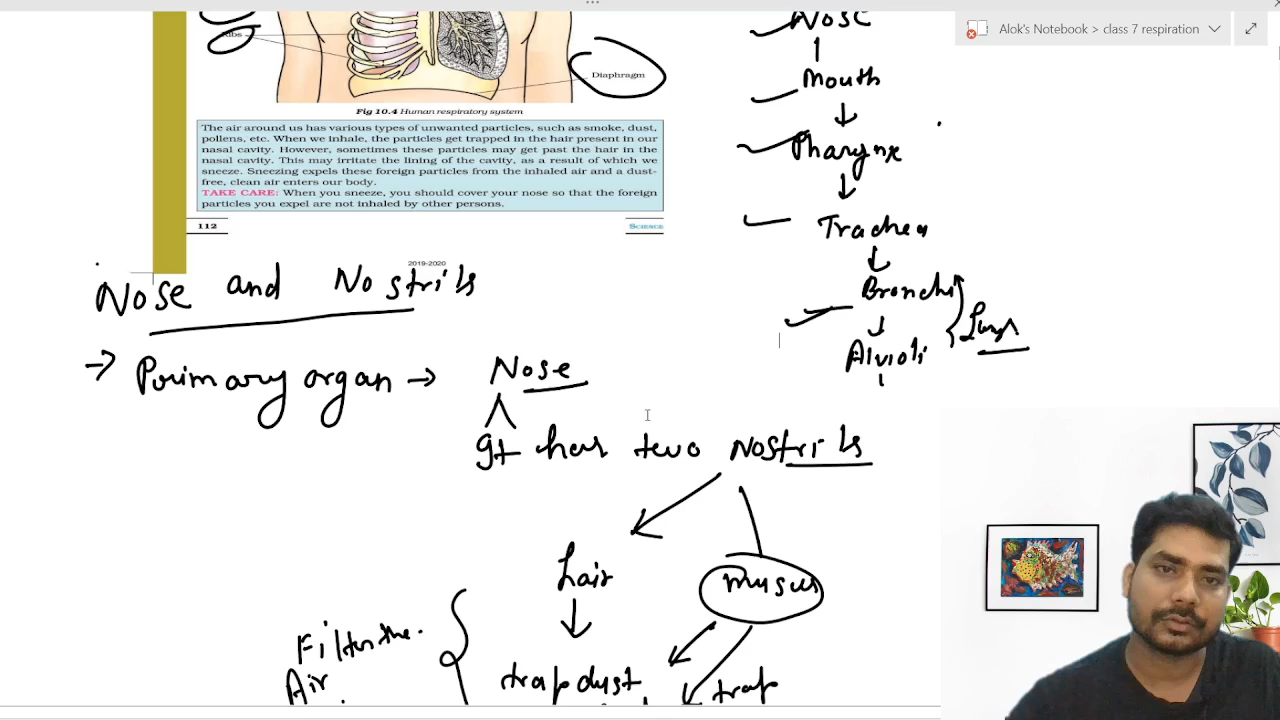 Alok's Notebook > class 7 respiration
Ribs
Diaphragm
Fig 10.4 Human respiratory system
The air around us has various types of unwanted particles, such as smoke, dust,
pollens, etc. When we inhale, the particles get trapped in the hair present in our
nasal cavity. However, sometimes these particles may get past the hair in the
nasal cavity. This may irritate the lining of the cavity, as a result of which we
sneeze. Sneezing expels these foreign particles from the inhaled air and a dust-
free, clean air enters our body.
TAKE CARE: When you sneeze, you should cover your nose so that the foreign
particles you expel are not inhaled by other persons.
112
SCIENCE
2019-2020
Nose
Mouth
Pharynx
Trachea
Bronchi
Alvioli
Lungs
Nose and Nostrils
Primary organ → Nose
It has two Nostrils
hair
musus
Filter the
Air
trap dust
trap